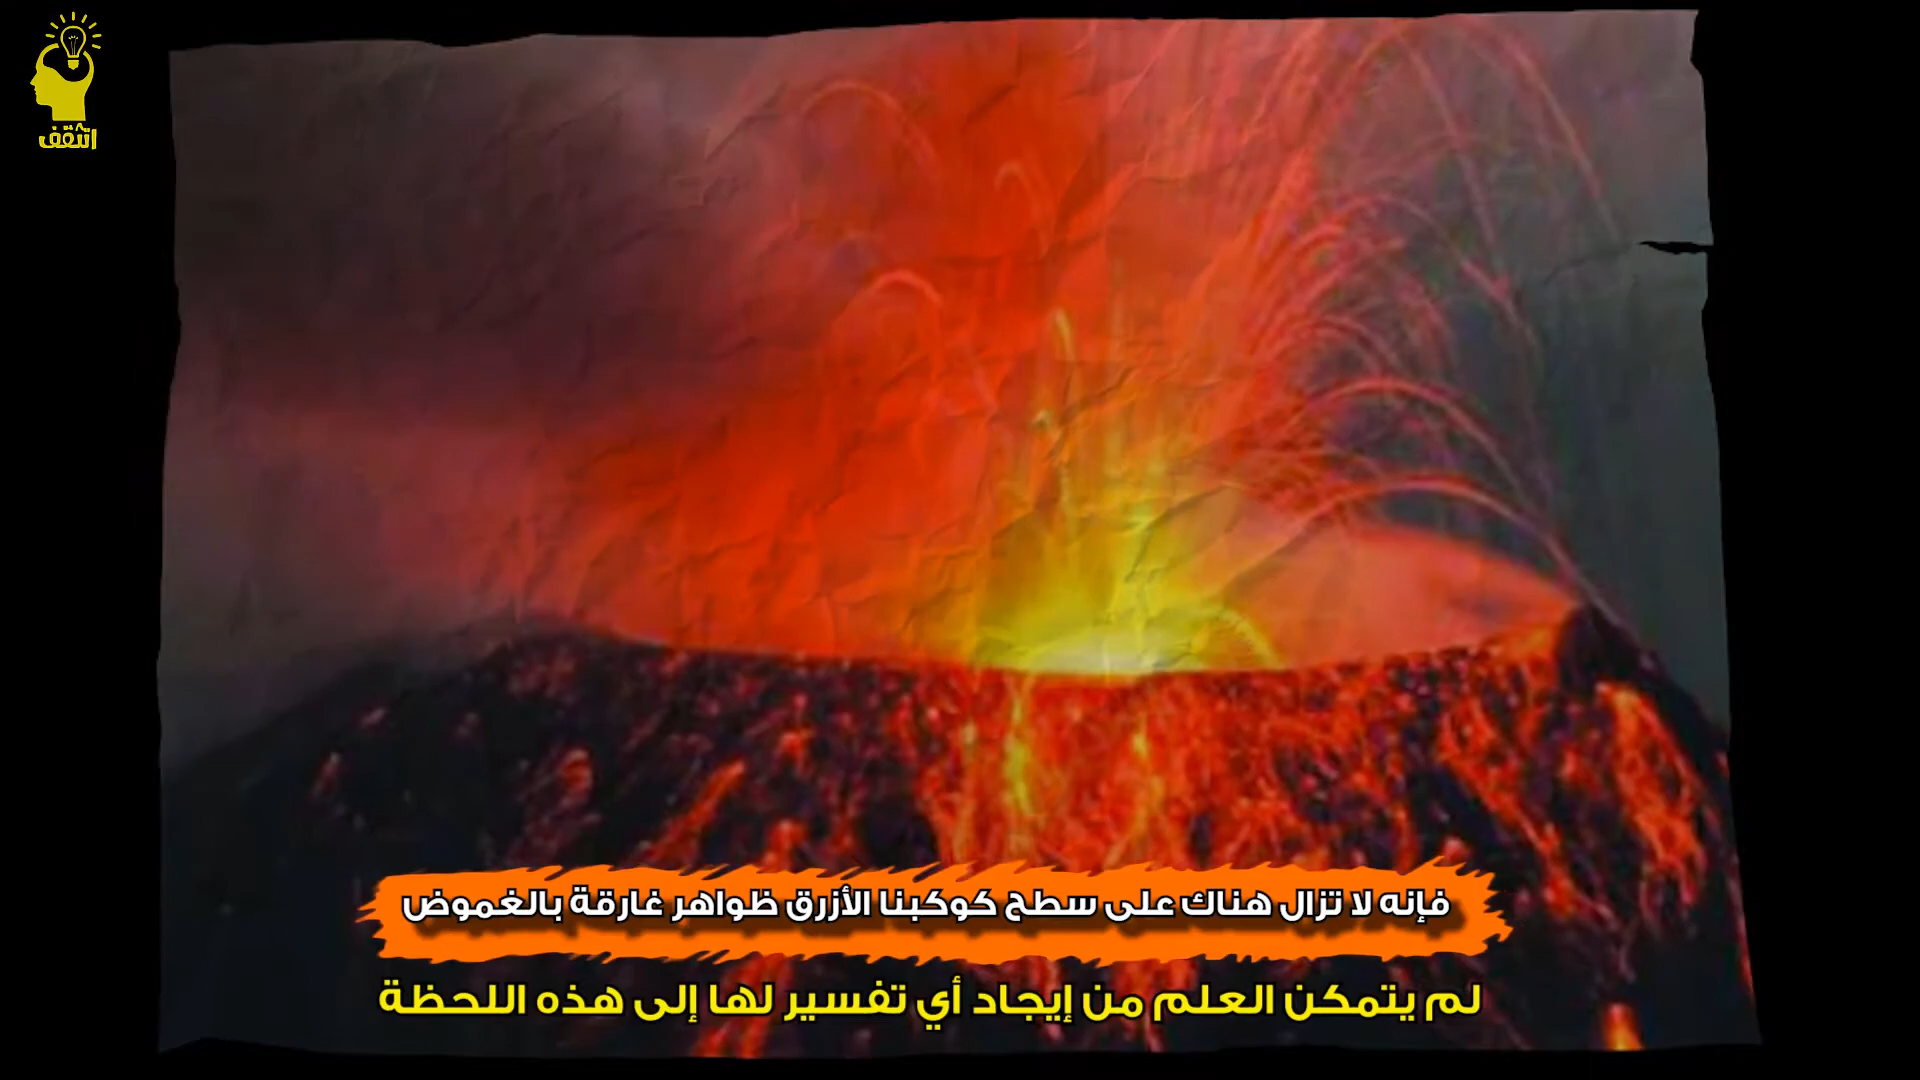 اتثقف
فإنه لا تزال هناك على سطح كوكبنا الأزرق ظواهر غارقة بالغموض
لم يتمكن العلم من إيجاد أي تفسير لها إلى هذه اللحظة